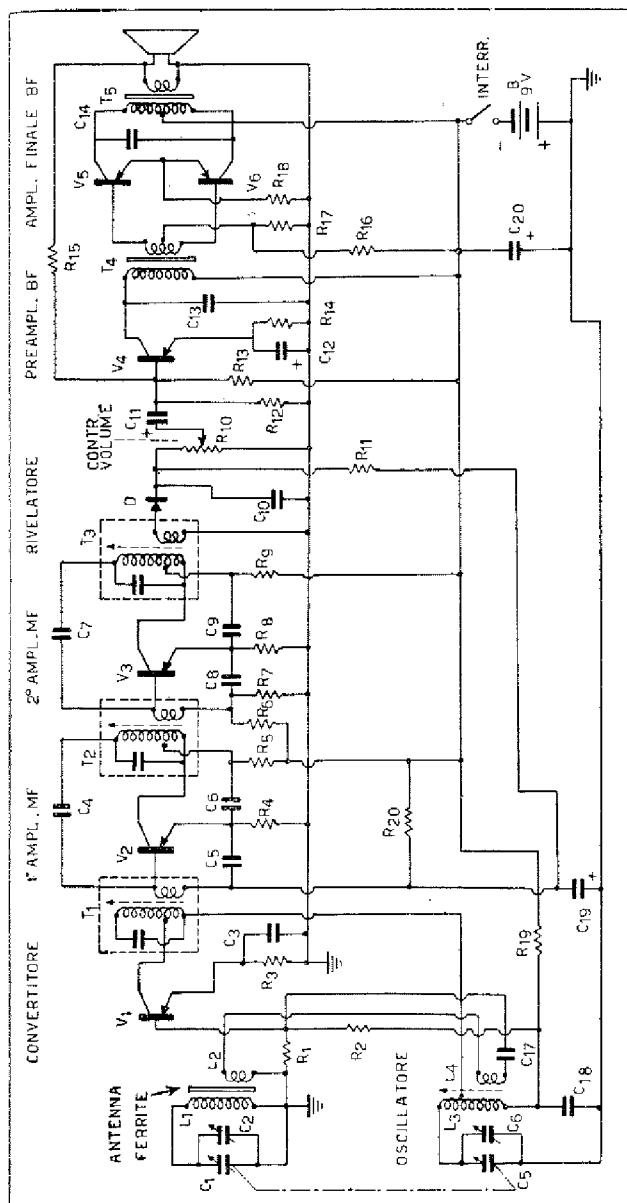 CONVERTITORE
1° AMPL. MF
2° AMPL. MF
RIVELATORE
PREAMPL. BF
AMPL. FINALE BF
CONTR. VOLUME
ANTENNA
FERRITE
OSCILLATORE
INTERR.
B
9V
-
+
V1
V2
V3
V4
V5
V6
T1
T2
T3
T4
T5
D
L1
L2
L3
L4
C1
C2
C3
C4
C5
C6
C7
C8
C9
C10
C11
+
C12
+
C13
C14
C5
C6
C17
C18
C19
+
C20
+
R1
R2
R3
R4
R5
R6
R7
R8
R9
R10
R11
R12
R13
R14
R15
R16
R17
R18
R19
R20